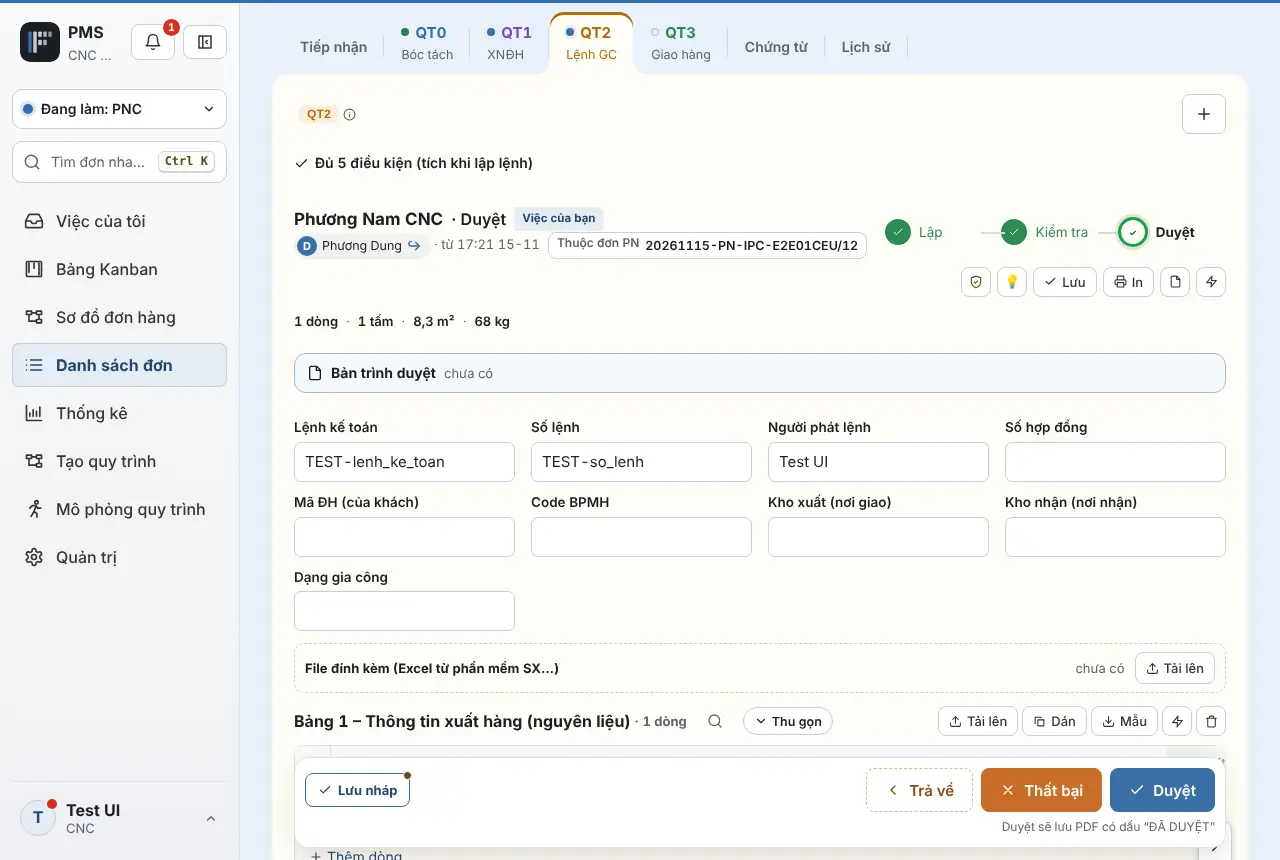 PMS
CNC ...
1
Đang làm: PNC
Tìm đơn nha...
Ctrl K
Việc của tôi
Bảng Kanban
Sơ đồ đơn hàng
Danh sách đơn
Thống kê
Tạo quy trình
Mô phỏng quy trình
Quản trị
T
Test UI
CNC
Tiếp nhận
QT0
Bóc tách
QT1
XNĐH
QT2
Lệnh GC
QT3
Giao hàng
Chứng từ
Lịch sử
QT2
Đủ 5 điều kiện (tích khi lập lệnh)
Phương Nam CNC · Duyệt
Việc của bạn
D Phương Dung · từ 17:21 15-11
Thuộc đơn PN 20261115-PN-IPC-E2E01CEU/12
Lập
Kiểm tra
Duyệt
Lưu
In
1 dòng · 1 tấm · 8,3 m² · 68 kg
Bản trình duyệt chưa có
Lệnh kế toán
Số lệnh
Người phát lệnh
Số hợp đồng
TEST-lenh_ke_toan
TEST-so_lenh
Test UI
Mã ĐH (của khách)
Code BPMH
Kho xuất (nơi giao)
Kho nhận (nơi nhận)
Dạng gia công
File đính kèm (Excel từ phần mềm SX...)
chưa có
Tải lên
Bảng 1 – Thông tin xuất hàng (nguyên liệu) · 1 dòng
Thu gọn
Tải lên
Dán
Mẫu
Lưu nháp
Trả về
Thất bại
Duyệt
Duyệt sẽ lưu PDF có dấu “ĐÃ DUYỆT”
+ Thêm dòng